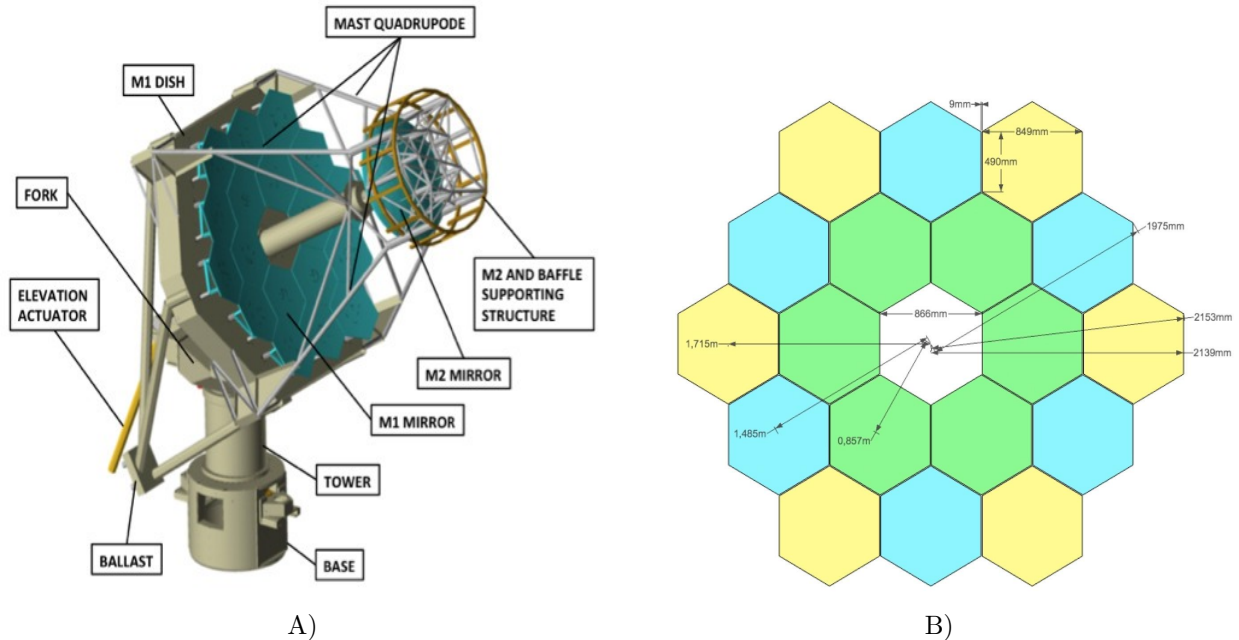 MAST QUADRUPODE
M1 DISH
FORK
ELEVATION
ACTUATOR
M2 AND BAFFLE
SUPPORTING
STRUCTURE
M2 MIRROR
M1 MIRROR
TOWER
BALLAST
BASE
A)
9mm
849mm
490mm
1975mm
866mm
2153mm
1,715m
2139mm
1,485m
0,857m
B)